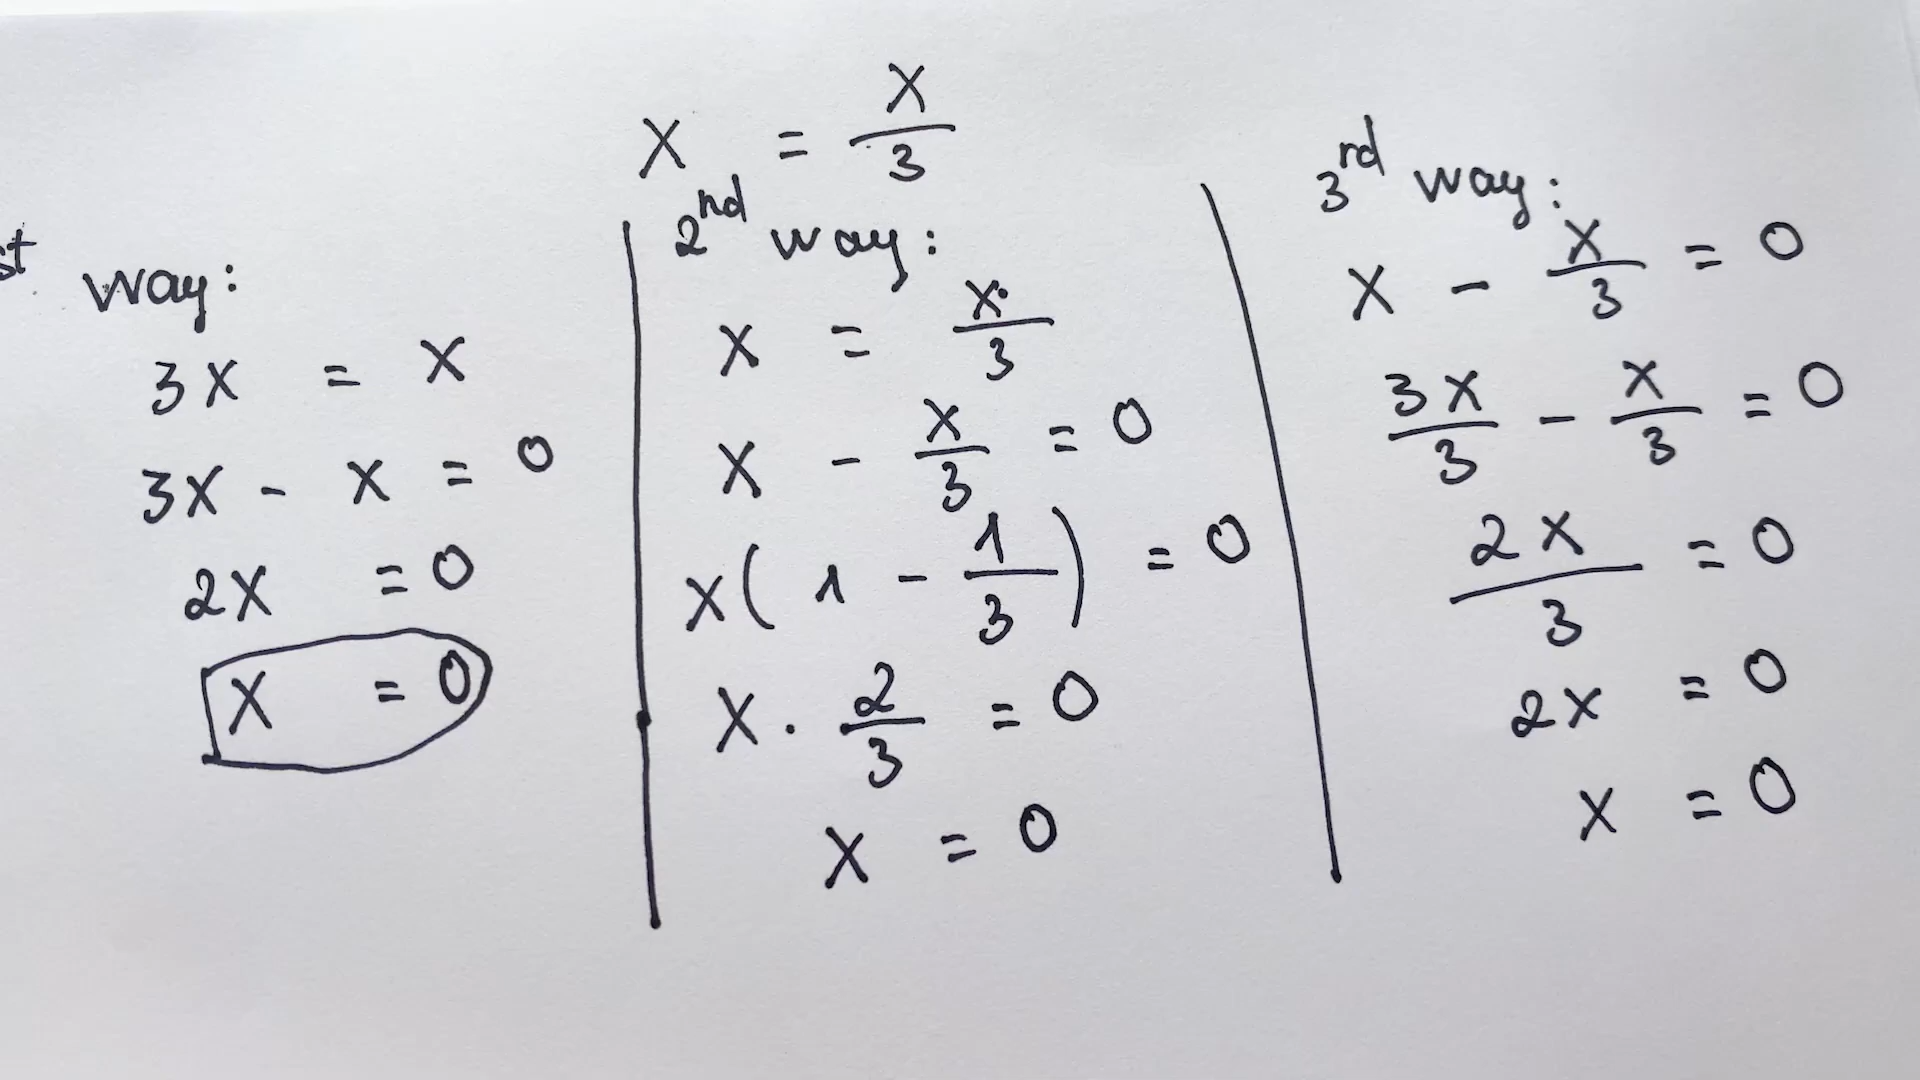 x = x/3
st way:
3x = x
3x - x = 0
2x = 0
x = 0
2nd way:
x = x/3
x - x/3 = 0
x(1 - 1/3) = 0
x · 2/3 = 0
x = 0
3rd way:
x - x/3 = 0
3x/3 - x/3 = 0
2x/3 = 0
2x = 0
x = 0